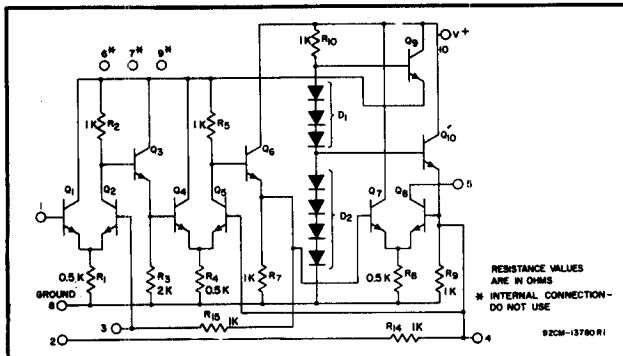 6* 7* 9*
1K R10
Q9
10 V+
1K R2
Q3
1K R5
Q6
D1
Q10'
Q1 Q2
Q4 Q5
D2
Q7 Q8
5
1
0.5K R1
R3 2K
R4 0.5K
1K R7
0.5K R8
R9 1K
RESISTANCE VALUES
ARE IN OHMS
* INTERNAL CONNECTION-
DO NOT USE
GROUND
8
3
R15 1K
2
R14 1K
4
92CM-13780R1